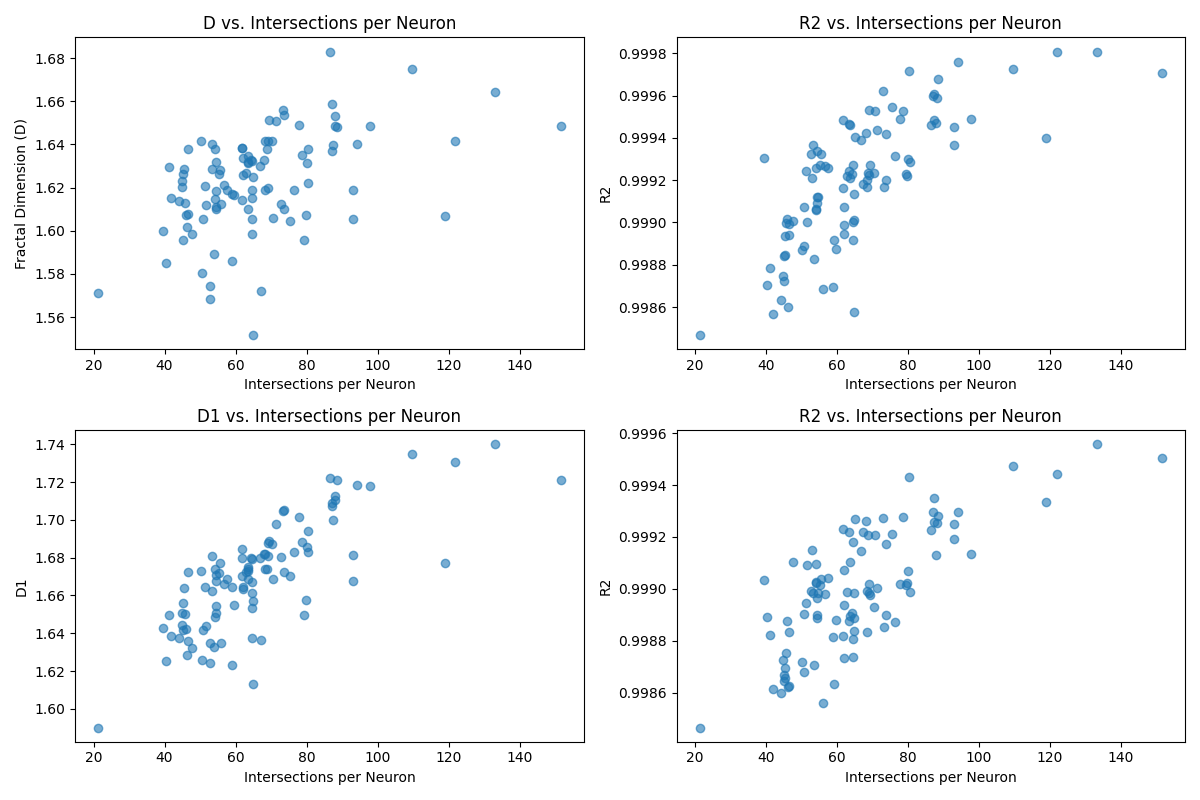 D vs. Intersections per Neuron
Fractal Dimension (D)
1.68
1.66
1.64
1.62
1.60
1.58
1.56
20 40 60 80 100 120 140
Intersections per Neuron
R2 vs. Intersections per Neuron
R2
0.9998
0.9996
0.9994
0.9992
0.9990
0.9988
0.9986
20 40 60 80 100 120 140
Intersections per Neuron
D1 vs. Intersections per Neuron
D1
1.74
1.72
1.70
1.68
1.66
1.64
1.62
1.60
20 40 60 80 100 120 140
Intersections per Neuron
R2 vs. Intersections per Neuron
R2
0.9996
0.9994
0.9992
0.9990
0.9988
0.9986
20 40 60 80 100 120 140
Intersections per Neuron